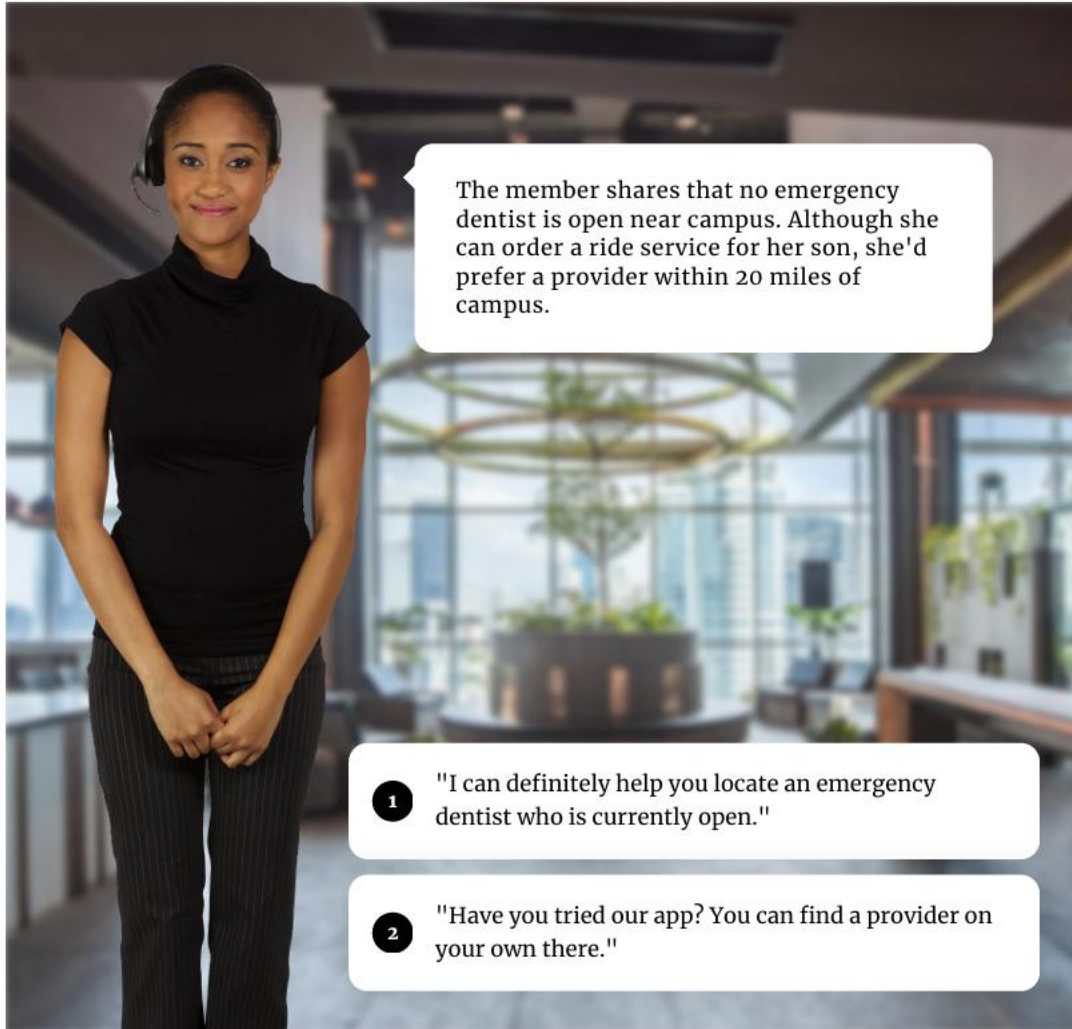 The member shares that no emergency
dentist is open near campus. Although she
can order a ride service for her son, she'd
prefer a provider within 20 miles of
campus.
1
"I can definitely help you locate an emergency
dentist who is currently open."
2
"Have you tried our app? You can find a provider on
your own there."